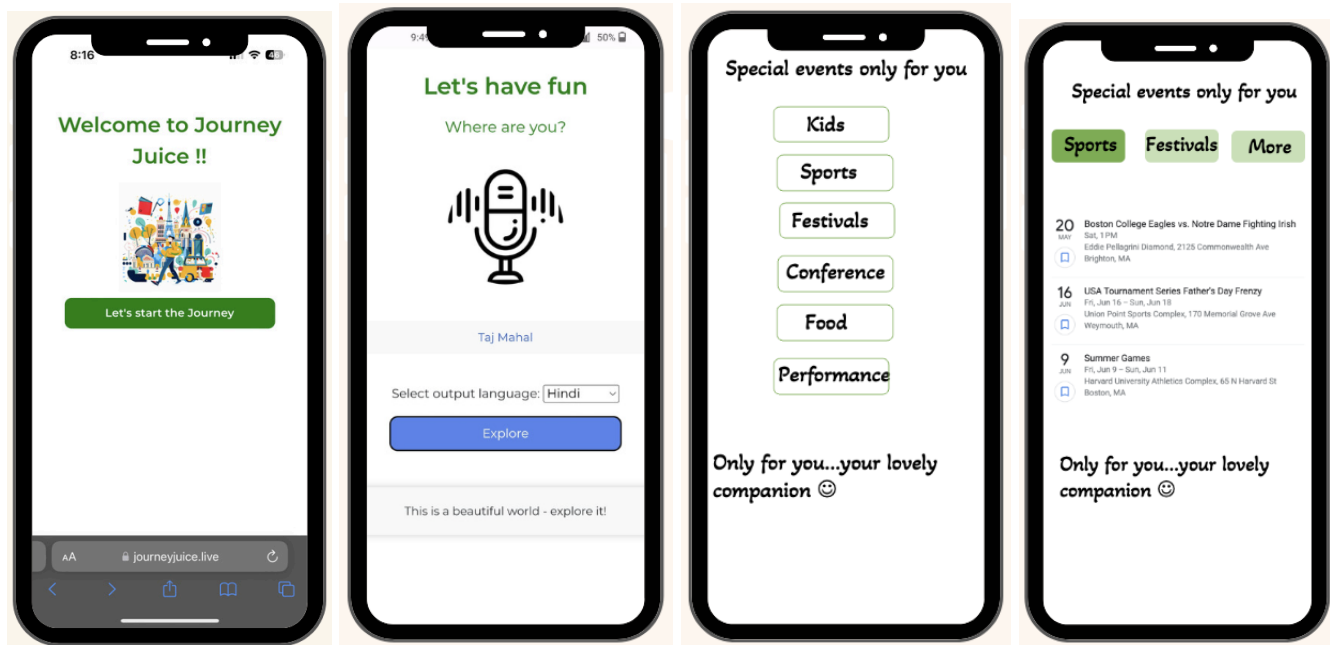 8:16
46
Welcome to Journey
Juice !!
Let's start the Journey
AA
journeyjuice.live
50%
Let's have fun
Where are you?
Taj Mahal
Select output language: Hindi
Explore
This is a beautiful world - explore it!
Special events only for you
Kids
Sports
Festivals
Conference
Food
Performance
Only for you...your lovely
companion ☺
Special events only for you
Sports Festivals More
20 Boston College Eagles vs. Notre Dame Fighting Irish
MAY Sat, 1 PM
Eddie Pellagrini Diamond, 2125 Commonwealth Ave
Brighton, MA
16 USA Tournament Series Father's Day Frenzy
JUN Fri, Jun 16 – Sun, Jun 18
Union Point Sports Complex, 170 Memorial Grove Ave
Weymouth, MA
9 Summer Games
JUN Fri, Jun 9 – Sun, Jun 11
Harvard University Athletics Complex, 65 N Harvard St
Boston, MA
Only for you...your lovely
companion ☺